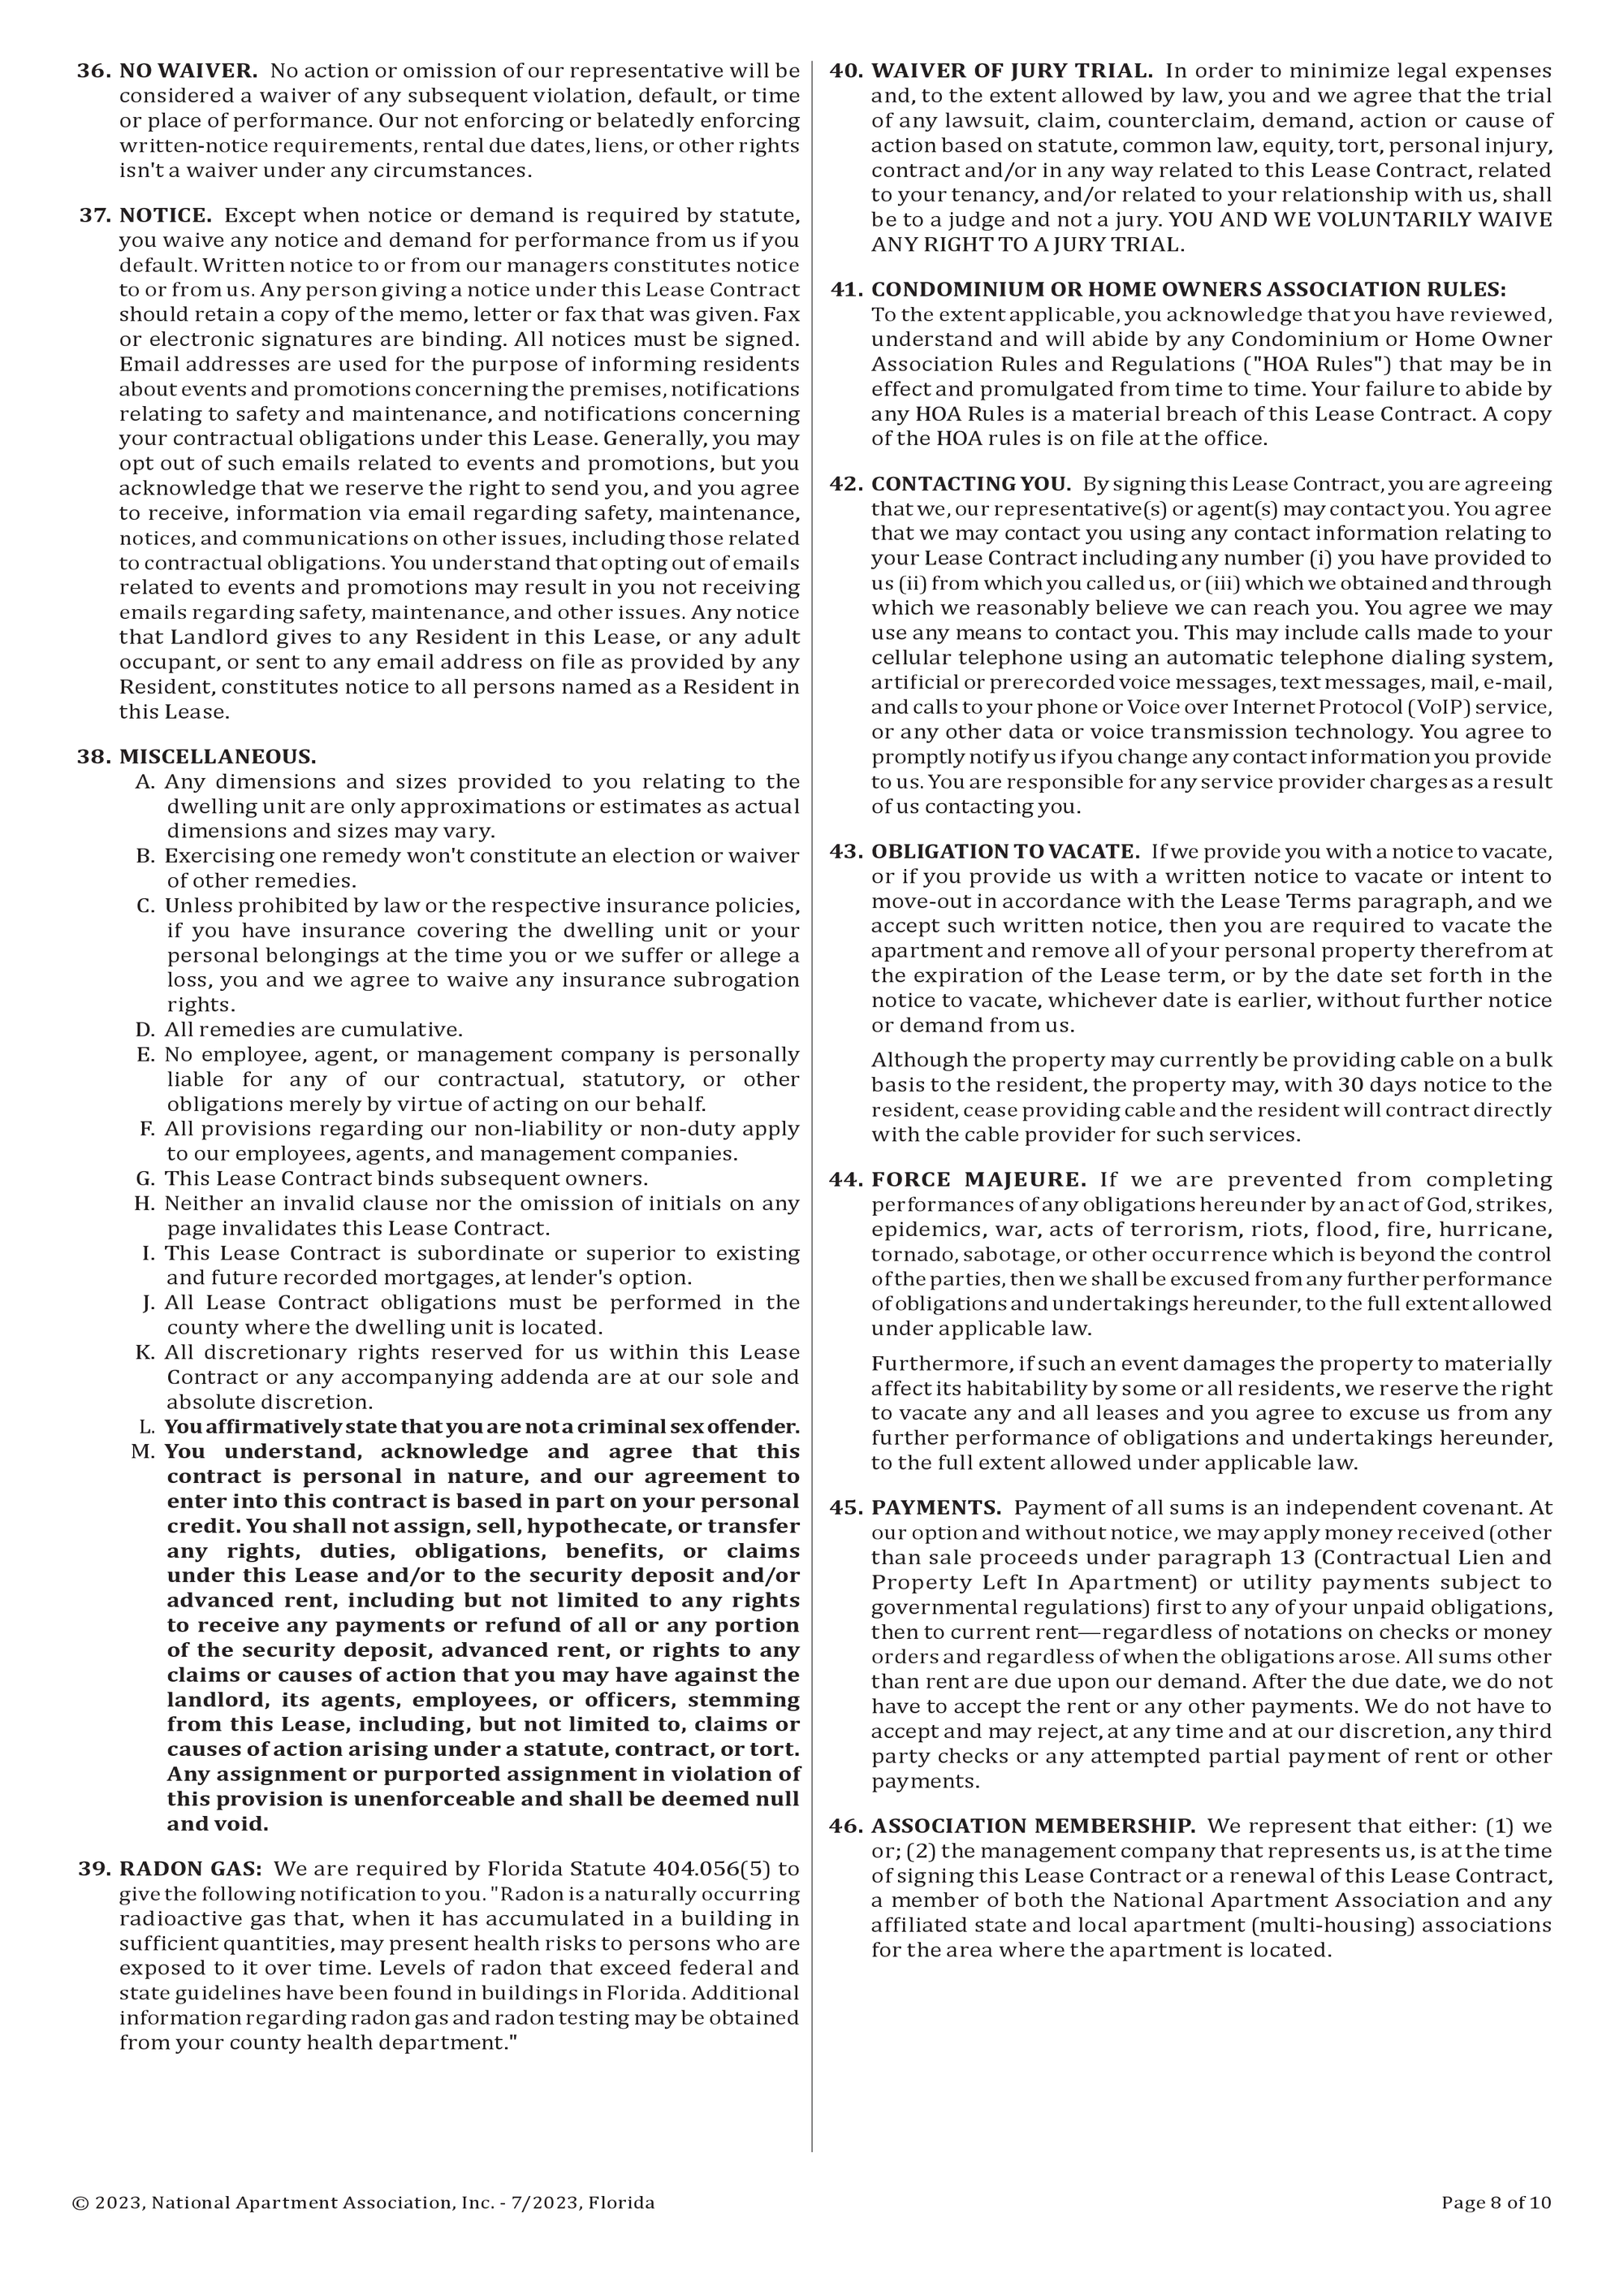 36. NO WAIVER. No action or omission of our representative will be
considered a waiver of any subsequent violation, default, or time
or place of performance. Our not enforcing or belatedly enforcing
written-notice requirements, rental due dates, liens, or other rights
isn't a waiver under any circumstances.
37. NOTICE. Except when notice or demand is required by statute,
you waive any notice and demand for performance from us if you
default. Written notice to or from our managers constitutes notice
to or from us. Any person giving a notice under this Lease Contract
should retain a copy of the memo, letter or fax that was given. Fax
or electronic signatures are binding. All notices must be signed.
Email addresses are used for the purpose of informing residents
about events and promotions concerning the premises, notifications
relating to safety and maintenance, and notifications concerning
your contractual obligations under this Lease. Generally, you may
opt out of such emails related to events and promotions, but you
acknowledge that we reserve the right to send you, and you agree
to receive, information via email regarding safety, maintenance,
notices, and communications on other issues, including those related
to contractual obligations. You understand that opting out of emails
related to events and promotions may result in you not receiving
emails regarding safety, maintenance, and other issues. Any notice
that Landlord gives to any Resident in this Lease, or any adult
occupant, or sent to any email address on file as provided by any
Resident, constitutes notice to all persons named as a Resident in
this Lease.
38. MISCELLANEOUS.
A. Any dimensions and sizes provided to you relating to the
dwelling unit are only approximations or estimates as actual
dimensions and sizes may vary.
B. Exercising one remedy won't constitute an election or waiver
of other remedies.
C. Unless prohibited by law or the respective insurance policies,
if you have insurance covering the dwelling unit or your
personal belongings at the time you or we suffer or allege a
loss, you and we agree to waive any insurance subrogation
rights.
D. All remedies are cumulative.
E. No employee, agent, or management company is personally
liable for any of our contractual, statutory, or other
obligations merely by virtue of acting on our behalf.
F. All provisions regarding our non-liability or non-duty apply
to our employees, agents, and management companies.
G. This Lease Contract binds subsequent owners.
H. Neither an invalid clause nor the omission of initials on any
page invalidates this Lease Contract.
I. This Lease Contract is subordinate or superior to existing
and future recorded mortgages, at lender's option.
J. All Lease Contract obligations must be performed in the
county where the dwelling unit is located.
K. All discretionary rights reserved for us within this Lease
Contract or any accompanying addenda are at our sole and
absolute discretion.
L. You affirmatively state that you are not a criminal sex offender.
M. You understand, acknowledge and agree that this
contract is personal in nature, and our agreement to
enter into this contract is based in part on your personal
credit. You shall not assign, sell, hypothecate, or transfer
any rights, duties, obligations, benefits, or claims
under this Lease and/or to the security deposit and/or
advanced rent, including but not limited to any rights
to receive any payments or refund of all or any portion
of the security deposit, advanced rent, or rights to any
claims or causes of action that you may have against the
landlord, its agents, employees, or officers, stemming
from this Lease, including, but not limited to, claims or
causes of action arising under a statute, contract, or tort.
Any assignment or purported assignment in violation of
this provision is unenforceable and shall be deemed null
and void.
39. RADON GAS: We are required by Florida Statute 404.056(5) to
give the following notification to you. "Radon is a naturally occurring
radioactive gas that, when it has accumulated in a building in
sufficient quantities, may present health risks to persons who are
exposed to it over time. Levels of radon that exceed federal and
state guidelines have been found in buildings in Florida. Additional
information regarding radon gas and radon testing may be obtained
from your county health department."
40. WAIVER OF JURY TRIAL. In order to minimize legal expenses
and, to the extent allowed by law, you and we agree that the trial
of any lawsuit, claim, counterclaim, demand, action or cause of
action based on statute, common law, equity, tort, personal injury,
contract and/or in any way related to this Lease Contract, related
to your tenancy, and/or related to your relationship with us, shall
be to a judge and not a jury. YOU AND WE VOLUNTARILY WAIVE
ANY RIGHT TO A JURY TRIAL.
41. CONDOMINIUM OR HOME OWNERS ASSOCIATION RULES:
To the extent applicable, you acknowledge that you have reviewed,
understand and will abide by any Condominium or Home Owner
Association Rules and Regulations ("HOA Rules") that may be in
effect and promulgated from time to time. Your failure to abide by
any HOA Rules is a material breach of this Lease Contract. A copy
of the HOA rules is on file at the office.
42. CONTACTING YOU. By signing this Lease Contract, you are agreeing
that we, our representative(s) or agent(s) may contact you. You agree
that we may contact you using any contact information relating to
your Lease Contract including any number (i) you have provided to
us (ii) from which you called us, or (iii) which we obtained and through
which we reasonably believe we can reach you. You agree we may
use any means to contact you. This may include calls made to your
cellular telephone using an automatic telephone dialing system,
artificial or prerecorded voice messages, text messages, mail, e-mail,
and calls to your phone or Voice over Internet Protocol (VoIP) service,
or any other data or voice transmission technology. You agree to
promptly notify us if you change any contact information you provide
to us. You are responsible for any service provider charges as a result
of us contacting you.
43. OBLIGATION TO VACATE. If we provide you with a notice to vacate,
or if you provide us with a written notice to vacate or intent to
move-out in accordance with the Lease Terms paragraph, and we
accept such written notice, then you are required to vacate the
apartment and remove all of your personal property therefrom at
the expiration of the Lease term, or by the date set forth in the
notice to vacate, whichever date is earlier, without further notice
or demand from us.
Although the property may currently be providing cable on a bulk
basis to the resident, the property may, with 30 days notice to the
resident, cease providing cable and the resident will contract directly
with the cable provider for such services.
44. FORCE MAJEURE. If we are prevented from completing
performances of any obligations hereunder by an act of God, strikes,
epidemics, war, acts of terrorism, riots, flood, fire, hurricane,
tornado, sabotage, or other occurrence which is beyond the control
of the parties, then we shall be excused from any further performance
of obligations and undertakings hereunder, to the full extent allowed
under applicable law.
Furthermore, if such an event damages the property to materially
affect its habitability by some or all residents, we reserve the right
to vacate any and all leases and you agree to excuse us from any
further performance of obligations and undertakings hereunder,
to the full extent allowed under applicable law.
45. PAYMENTS. Payment of all sums is an independent covenant. At
our option and without notice, we may apply money received (other
than sale proceeds under paragraph 13 (Contractual Lien and
Property Left In Apartment) or utility payments subject to
governmental regulations) first to any of your unpaid obligations,
then to current rent—regardless of notations on checks or money
orders and regardless of when the obligations arose. All sums other
than rent are due upon our demand. After the due date, we do not
have to accept the rent or any other payments. We do not have to
accept and may reject, at any time and at our discretion, any third
party checks or any attempted partial payment of rent or other
payments.
46. ASSOCIATION MEMBERSHIP. We represent that either: (1) we
or; (2) the management company that represents us, is at the time
of signing this Lease Contract or a renewal of this Lease Contract,
a member of both the National Apartment Association and any
affiliated state and local apartment (multi-housing) associations
for the area where the apartment is located.
© 2023, National Apartment Association, Inc. - 7/2023, Florida
Page 8 of 10